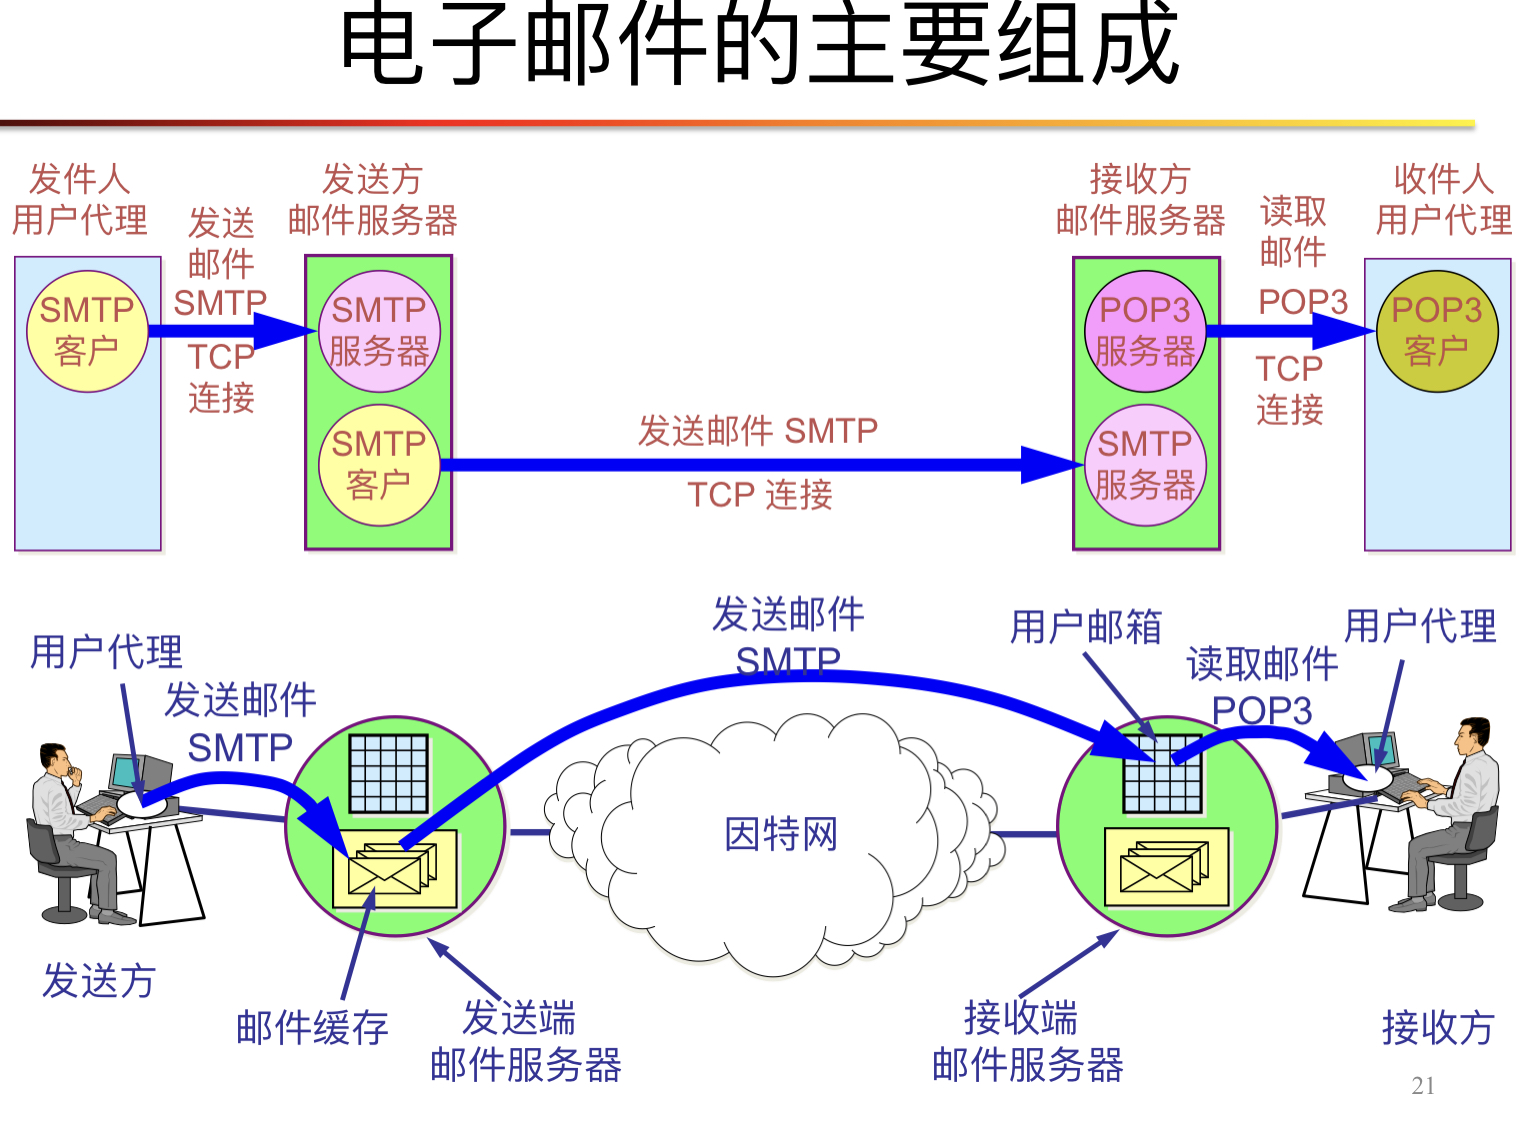 电子邮件的主要组成
发件人
用户代理
发送
邮件
SMTP
TCP
连接
发送方
邮件服务器
接收方
邮件服务器
读取
邮件
POP3
TCP
连接
收件人
用户代理
SMTP
客户
SMTP
服务器
SMTP
客户
发送邮件 SMTP
TCP 连接
POP3
服务器
SMTP
服务器
POP3
客户
用户代理
发送邮件
SMTP
发送邮件
SMTP
用户邮箱
读取邮件
POP3
用户代理
因特网
发送方
邮件缓存
发送端
邮件服务器
接收端
邮件服务器
接收方
21